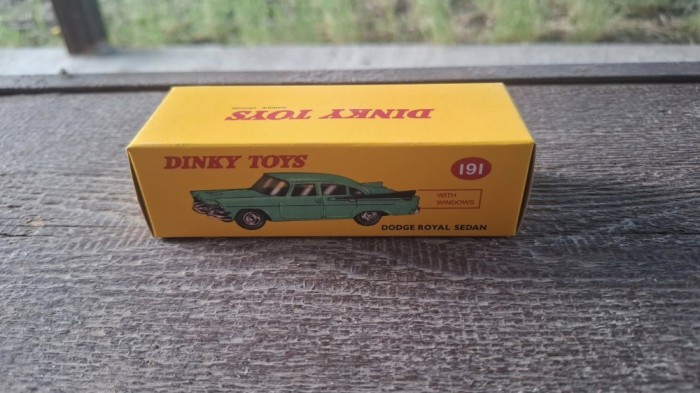 DINKY TOYS
DINKY TOYS
191
WITH
WINDOWS
DODGE ROYAL SEDAN